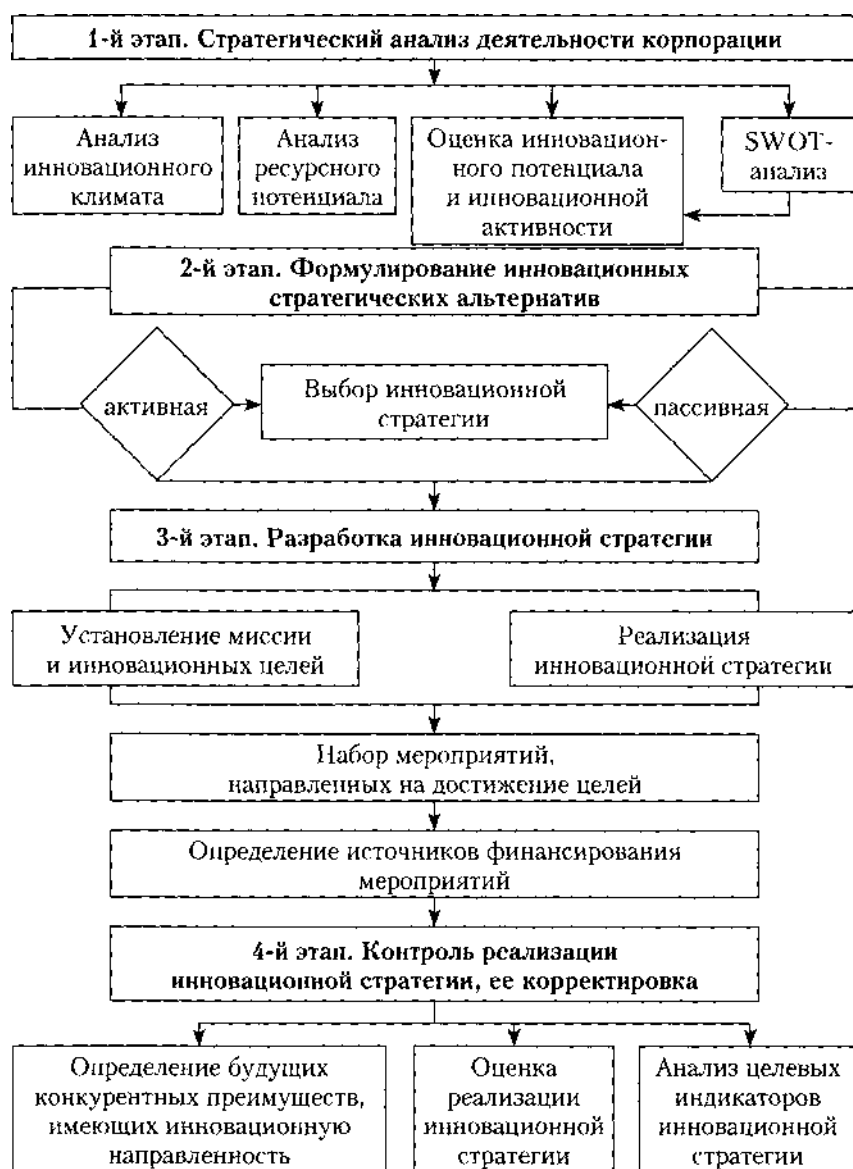 1-й этап. Стратегический анализ деятельности корпорации
Анализ
инновационного
климата
Анализ
ресурсного
потенциала
Оценка инновацион-
ного потенциала
и инновационной
активности
SWOT-
анализ
2-й этап. Формулирование инновационных
стратегических альтернатив
активная
Выбор инновационной
стратегии
пассивная
3-й этап. Разработка инновационной стратегии
Установление миссии
и инновационных целей
Реализация
инновационной стратегии
Набор мероприятий,
направленных на достижение целей
Определение источников финансирования
мероприятий
4-й этап. Контроль реализации
инновационной стратегии, ее корректировка
Определение будущих
конкурентных преимуществ,
имеющих инновационную
направленность
Оценка
реализации
инновационной
стратегии
Анализ целевых
индикаторов
инновационной
стратегии